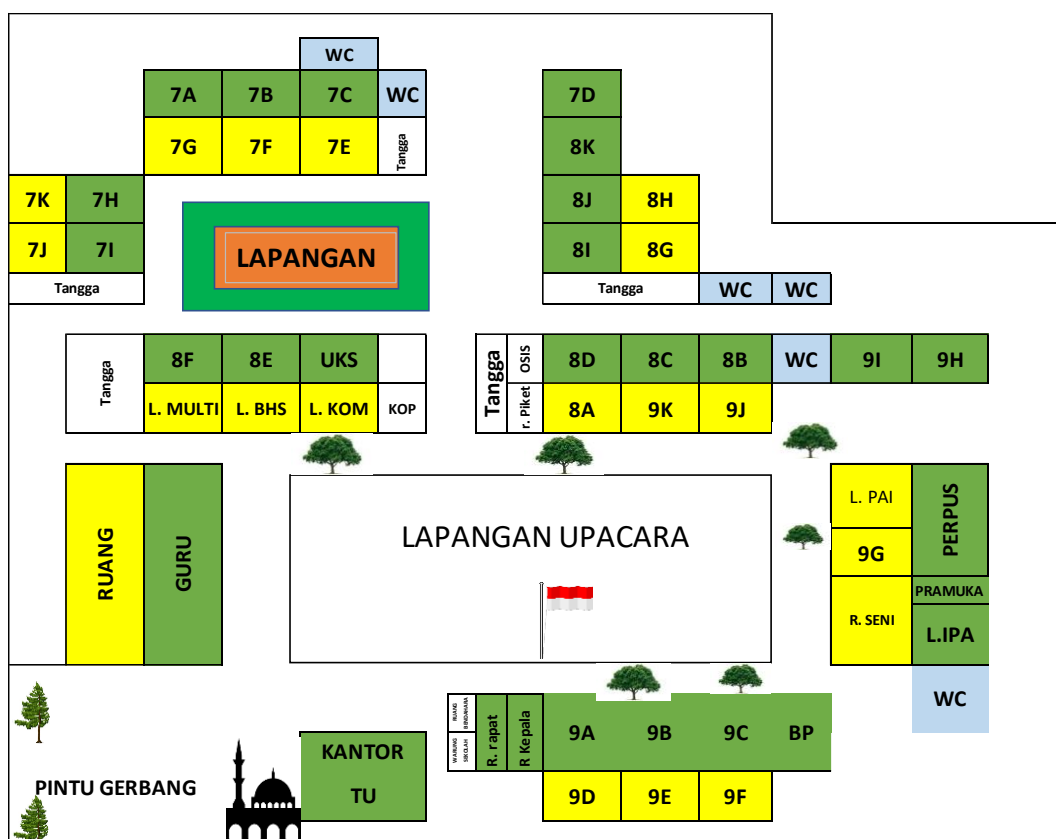 WC
7A 7B 7C WC
7G 7F 7E Tangga
7D
8K
7K 7H
8J 8H
7J 7I
LAPANGAN
8I 8G
Tangga
Tangga WC WC
Tangga 8F 8E UKS
L. MULTI L. BHS L. KOM KOP
Tangga OSIS 8D 8C 8B WC 9I 9H
r. Piket 8A 9K 9J
RUANG GURU
LAPANGAN UPACARA
L. PAI PERPUS
9G
PRAMUKA
R. SENI
L.IPA
WC
RUANG BENDAHARA
WARUNG SEKOLAH
R. rapat R Kepala 9A 9B 9C BP
9D 9E 9F
KANTOR
TU
PINTU GERBANG